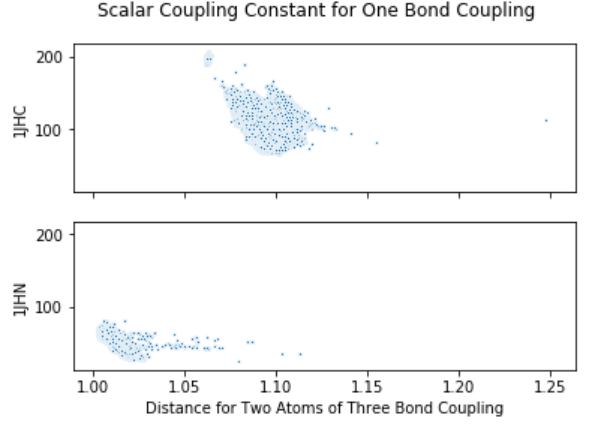 Scalar Coupling Constant for One Bond Coupling
200
100
1JHC
200
100
1JHN
1.00 1.05 1.10 1.15 1.20 1.25
Distance for Two Atoms of Three Bond Coupling